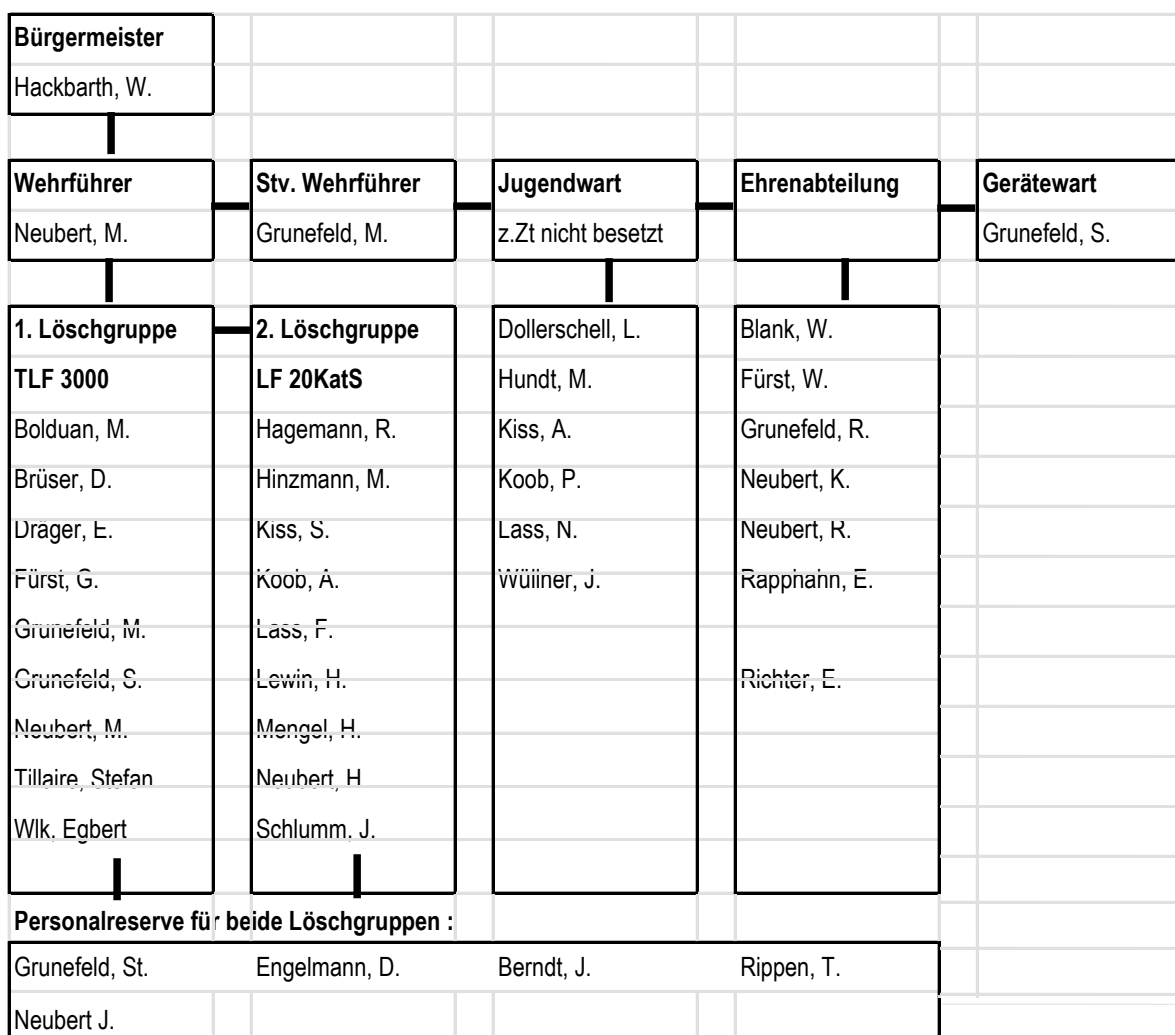 Bürgermeister
Hackbarth, W.
Wehrführer
Neubert, M.
Stv. Wehrführer
Grunefeld, M.
Jugendwart
z.Zt nicht besetzt
Ehrenabteilung
Gerätewart
Grunefeld, S.
1. Löschgruppe
TLF 3000
Bolduan, M.
Brüser, D.
Dräger, E.
Fürst, G.
Grunefeld, M.
Grunefeld, S.
Neubert, M.
Tillaire, Stefan
Wlk, Egbert
2. Löschgruppe
LF 20KatS
Hagemann, R.
Hinzmann, M.
Kiss, S.
Koob, A.
Lass, F.
Lewin, H.
Mengel, H.
Neubert, H
Schlumm, J.
Dollerschell, L.
Hundt, M.
Kiss, A.
Koob, P.
Lass, N.
Wüllner, J.
Blank, W.
Fürst, W.
Grunefeld, R.
Neubert, K.
Neubert, R.
Rapphahn, E.
Richter, E.
Personalreserve für beide Löschgruppen :
Grunefeld, St.
Engelmann, D.
Berndt, J.
Rippen, T.
Neubert J.